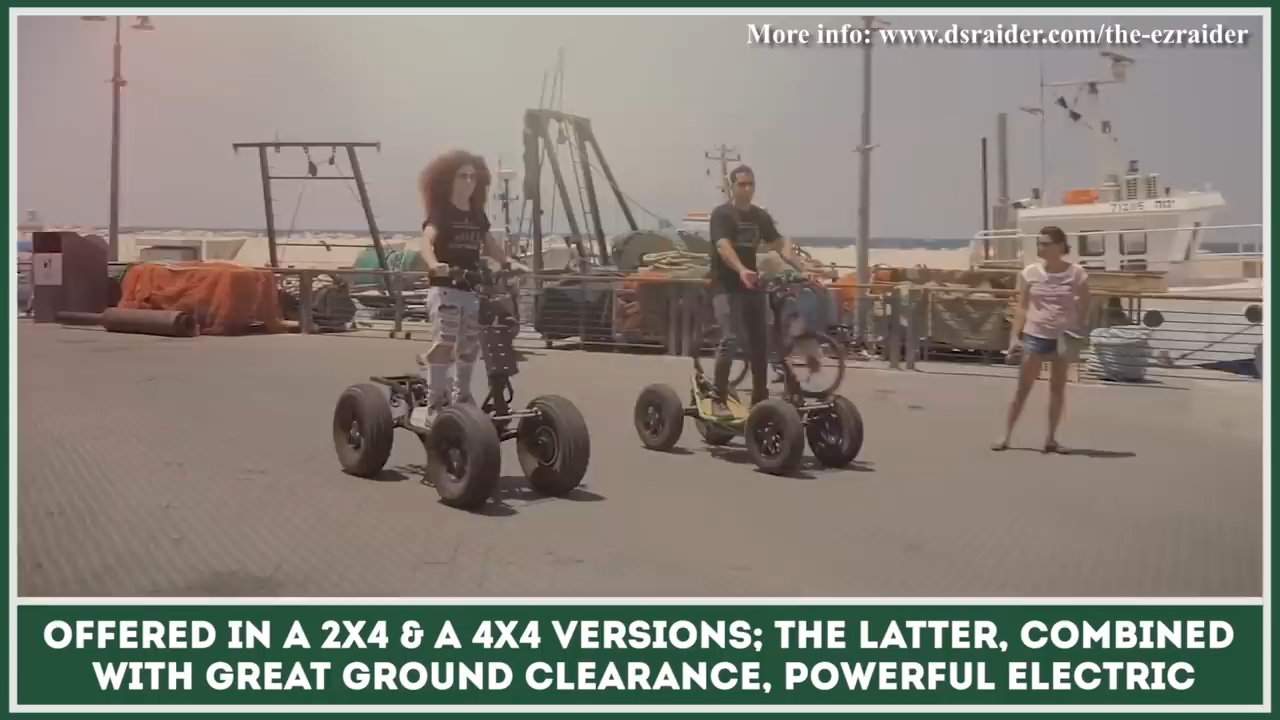 More info: www.dsraider.com/the-ezraider
OFFERED IN A 2X4 & A 4X4 VERSIONS; THE LATTER, COMBINED
WITH GREAT GROUND CLEARANCE, POWERFUL ELECTRIC